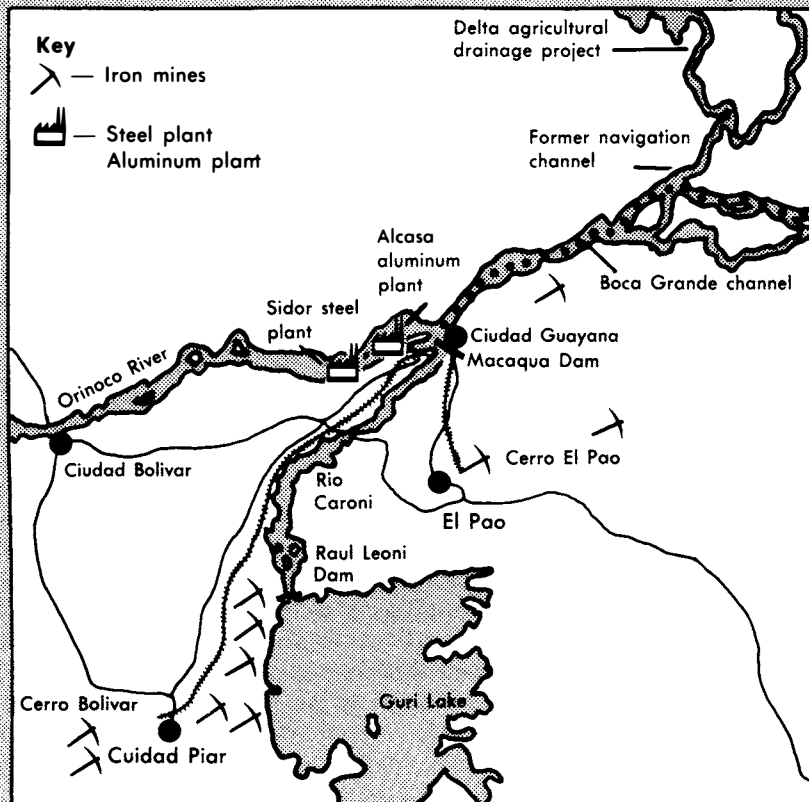 Key
— Iron mines
— Steel plant
Aluminum plant
Delta agricultural
drainage project
Former navigation
channel
Alcasa
aluminum
plant
Boca Grande channel
Sidor steel
plant
Ciudad Guayana
Macaqua Dam
Orinoco River
Ciudad Bolivar
Cerro El Pao
Rio
Caroni
El Pao
Raul Leoni
Dam
Guri Lake
Cerro Bolivar
Cuidad Piar